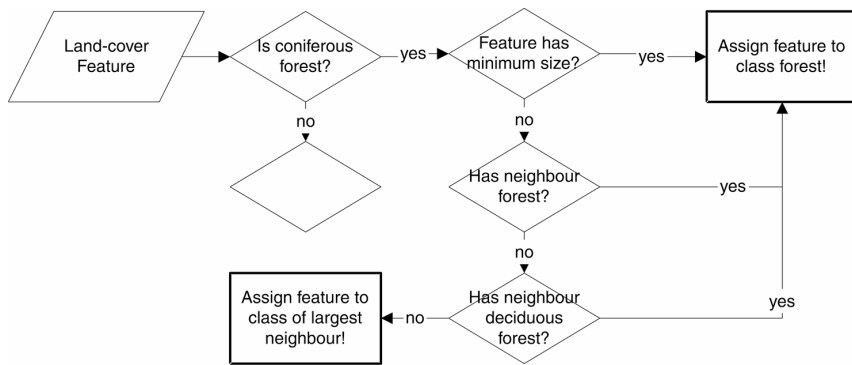 Land-cover
Feature
Is coniferous
forest?
yes
Feature has
minimum size?
yes
Assign feature to
class forest!
no
no
Has neighbour
forest?
yes
no
Assign feature to
class of largest
neighbour!
no
Has neighbour
deciduous
forest?
yes